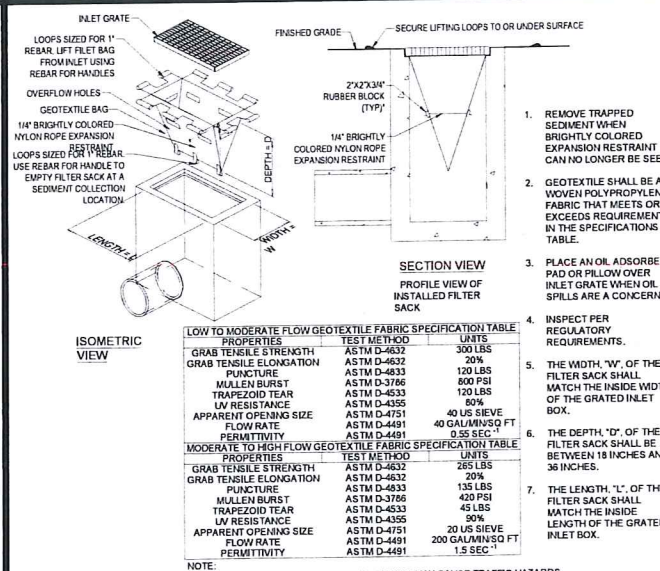 INLET GRATE
LOOPS SIZED FOR 1"
REBAR. LIFT FILET BAG
FROM INLET USING
REBAR FOR HANDLES
OVERFLOW HOLES
GEOTEXTILE BAG
1/4" BRIGHTLY COLORED
NYLON ROPE EXPANSION
RESTRAINT
LOOPS SIZED FOR 1" REBAR.
USE REBAR FOR HANDLE TO
EMPTY FILTER SACK AT A
SEDIMENT COLLECTION
LOCATION
DEPTH = D
LENGTH = L
WIDTH =
W
ISOMETRIC
VIEW
FINISHED GRADE
SECURE LIFTING LOOPS TO OR UNDER SURFACE
2"X2"X3/4"
RUBBER BLOCK
(TYP)"
1/4" BRIGHTLY
COLORED NYLON ROPE
EXPANSION RESTRAINT
SECTION VIEW
PROFILE VIEW OF
INSTALLED FILTER
SACK
LOW TO MODERATE FLOW GEOTEXTILE FABRIC SPECIFICATION TABLE
PROPERTIES TEST METHOD UNITS
GRAB TENSILE STRENGTH ASTM D-4632 300 LBS
GRAB TENSILE ELONGATION ASTM D-4632 20%
PUNCTURE ASTM D-4833 120 LBS
MULLEN BURST ASTM D-3786 800 PSI
TRAPEZOID TEAR ASTM D-4533 120 LBS
UV RESISTANCE ASTM D-4355 80%
APPARENT OPENING SIZE ASTM D-4751 40 US SIEVE
FLOW RATE ASTM D-4491 40 GAL/MIN/SQ FT
PERMITTIVITY ASTM D-4491 0.55 SEC -1
MODERATE TO HIGH FLOW GEOTEXTILE FABRIC SPECIFICATION TABLE
PROPERTIES TEST METHOD UNITS
GRAB TENSILE STRENGTH ASTM D-4632 265 LBS
GRAB TENSILE ELONGATION ASTM D-4632 20%
PUNCTURE ASTM D-4833 135 LBS
MULLEN BURST ASTM D-3786 420 PSI
TRAPEZOID TEAR ASTM D-4533 45 LBS
UV RESISTANCE ASTM D-4355 90%
APPARENT OPENING SIZE ASTM D-4751 20 US SIEVE
FLOW RATE ASTM D-4491 200 GAL/MIN/SQ FT
PERMITTIVITY ASTM D-4491 1.5 SEC -1
NOTE:
1. REMOVE TRAPPED
SEDIMENT WHEN
BRIGHTLY COLORED
EXPANSION RESTRAINT
CAN NO LONGER BE SEE
2. GEOTEXTILE SHALL BE A
WOVEN POLYPROPYLEN
FABRIC THAT MEETS OR
EXCEEDS REQUIREMENT
IN THE SPECIFICATIONS
TABLE.
3. PLACE AN OIL ADSORBE
PAD OR PILLOW OVER
INLET GRATE WHEN OIL
SPILLS ARE A CONCERN
4. INSPECT PER
REGULATORY
REQUIREMENTS.
5. THE WIDTH, "W", OF THE
FILTER SACK SHALL
MATCH THE INSIDE WIDT
OF THE GRATED INLET
BOX.
6. THE DEPTH, "D", OF THE
FILTER SACK SHALL BE
BETWEEN 18 INCHES AN
36 INCHES.
7. THE LENGTH, "L", OF TH
FILTER SACK SHALL
MATCH THE INSIDE
LENGTH OF THE GRATE
INLET BOX.